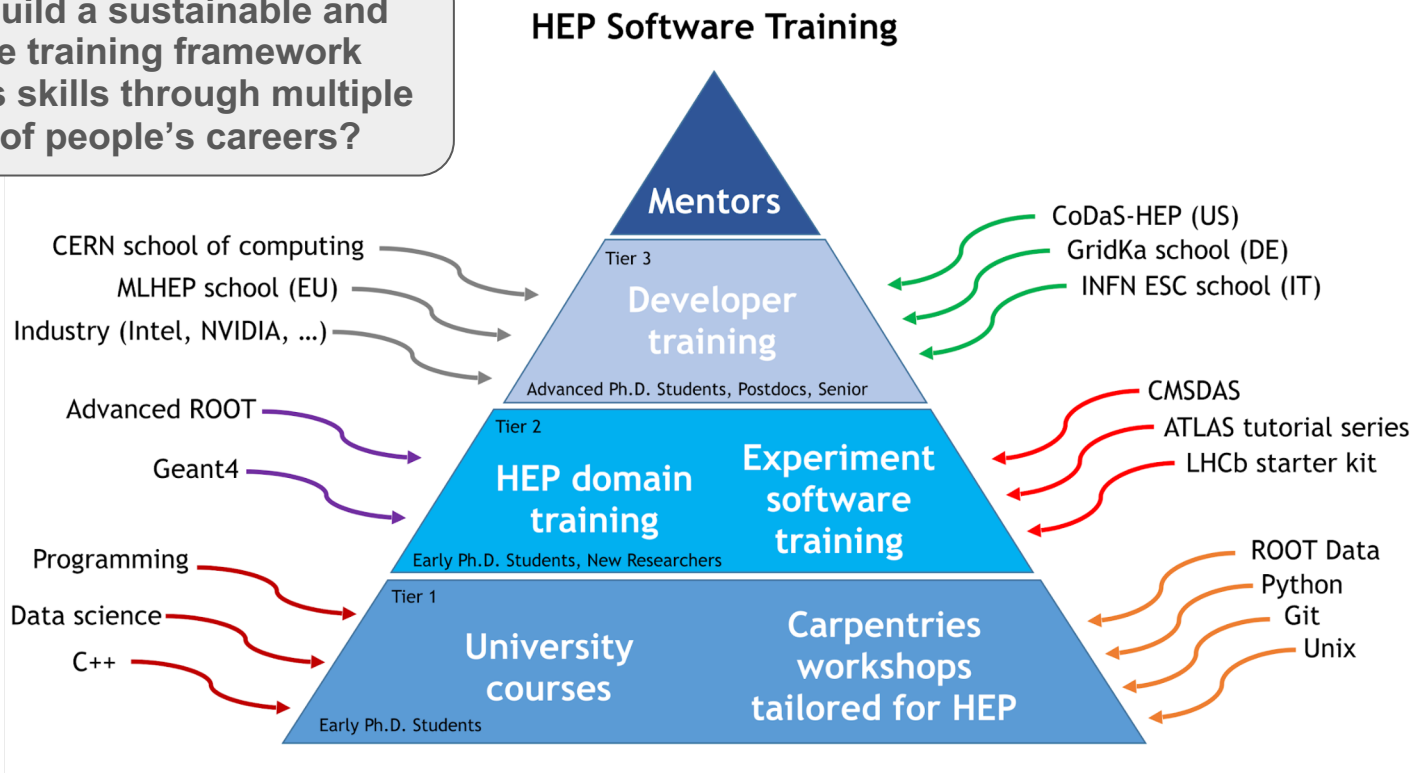 uild a sustainable and
e training framework
s skills through multiple
of people's careers?
HEP Software Training
Mentors
CERN school of computing
MLHEP school (EU)
Industry (Intel, NVIDIA, ...)
CoDaS-HEP (US)
GridKa school (DE)
INFN ESC school (IT)
Tier 3
Developer
training
Advanced Ph.D. Students, Postdocs, Senior
Advanced ROOT
Geant4
CMSDAS
ATLAS tutorial series
LHCb starter kit
Tier 2
HEP domain
training
Experiment
software
training
Early Ph.D. Students, New Researchers
Programming
Data science
C++
ROOT Data
Python
Git
Unix
Tier 1
University
courses
Carpentries
workshops
tailored for HEP
Early Ph.D. Students